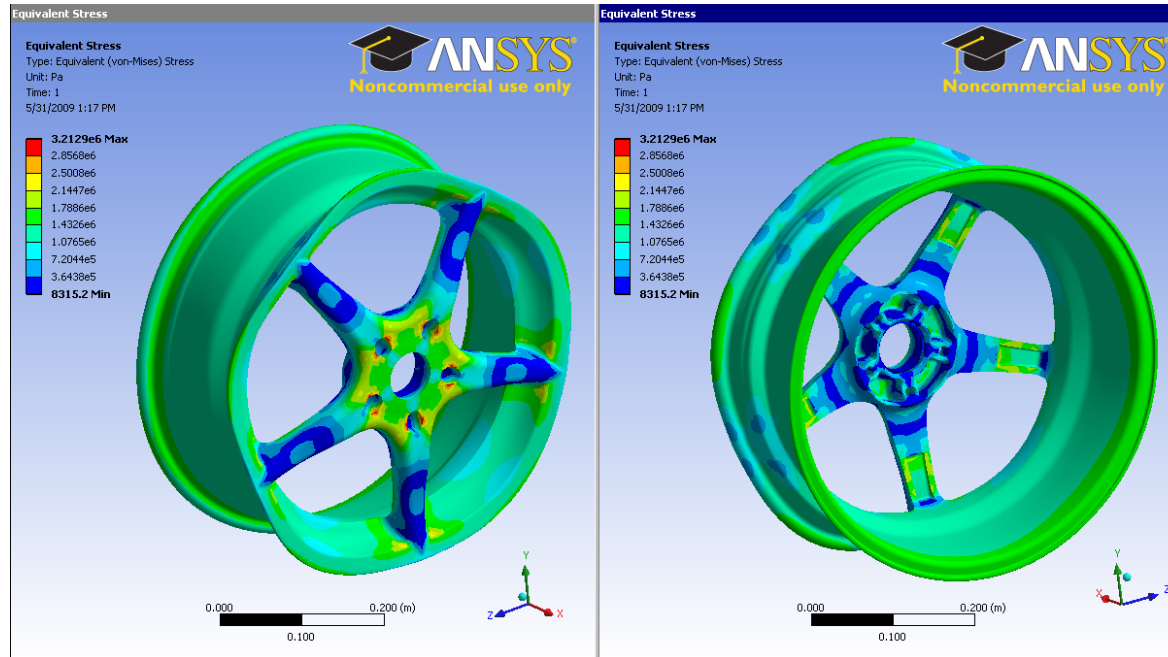 Equivalent Stress
Equivalent Stress
Type: Equivalent (von-Mises) Stress
Unit: Pa
Time: 1
5/31/2009 1:17 PM
ANSYS®
Noncommercial use only
3.2129e6 Max
2.8568e6
2.5008e6
2.1447e6
1.7886e6
1.4326e6
1.0765e6
7.2044e5
3.6438e5
8315.2 Min
0.000
0.200 (m)
0.100
Y
Z
X
Equivalent Stress
Equivalent Stress
Type: Equivalent (von-Mises) Stress
Unit: Pa
Time: 1
5/31/2009 1:17 PM
ANSYS®
Noncommercial use only
3.2129e6 Max
2.8568e6
2.5008e6
2.1447e6
1.7886e6
1.4326e6
1.0765e6
7.2044e5
3.6438e5
8315.2 Min
0.000
0.200 (m)
0.100
Y
X
Z